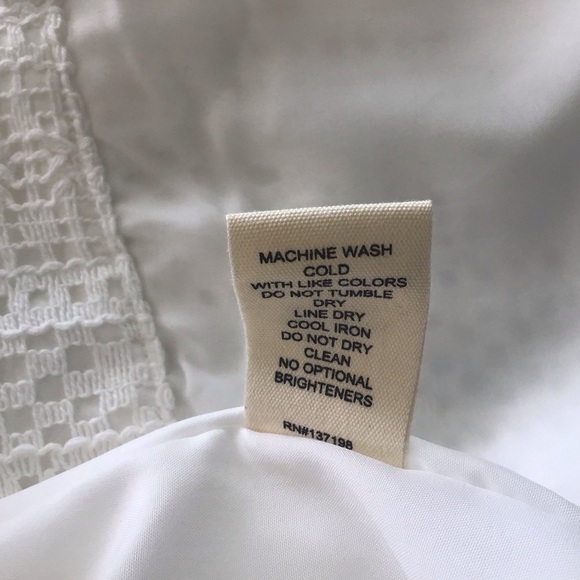 MACHINE WASH
COLD
WITH LIKE COLORS
DO NOT TUMBLE
DRY
LINE DRY
COOL IRON
DO NOT DRY
CLEAN
NO OPTIONAL
BRIGHTENERS
RN#137198